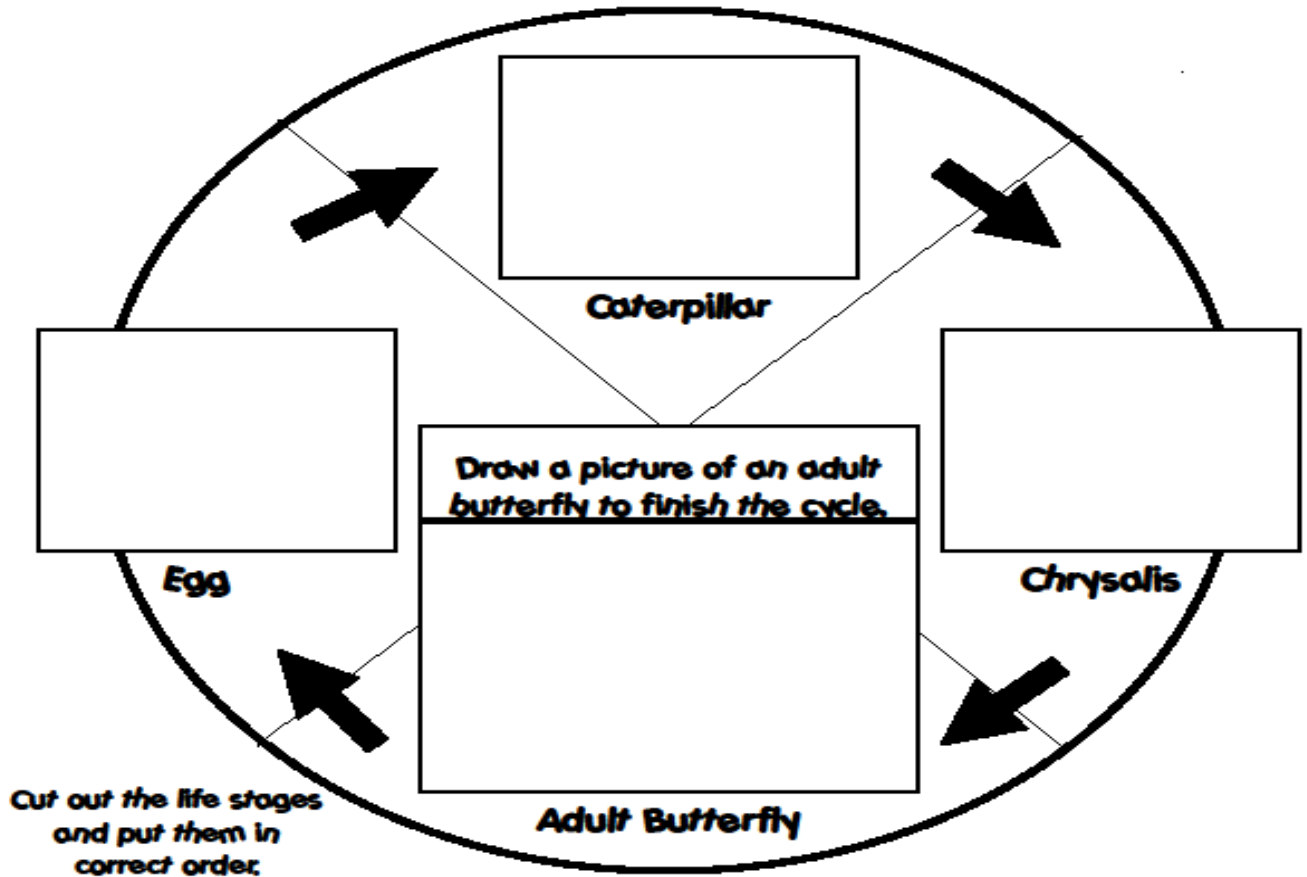 Caterpillar
Draw a picture of an adult
butterfly to finish the cycle.
Egg
Chrysalis
Adult Butterfly
Cut out the life stages
and put them in
correct order.